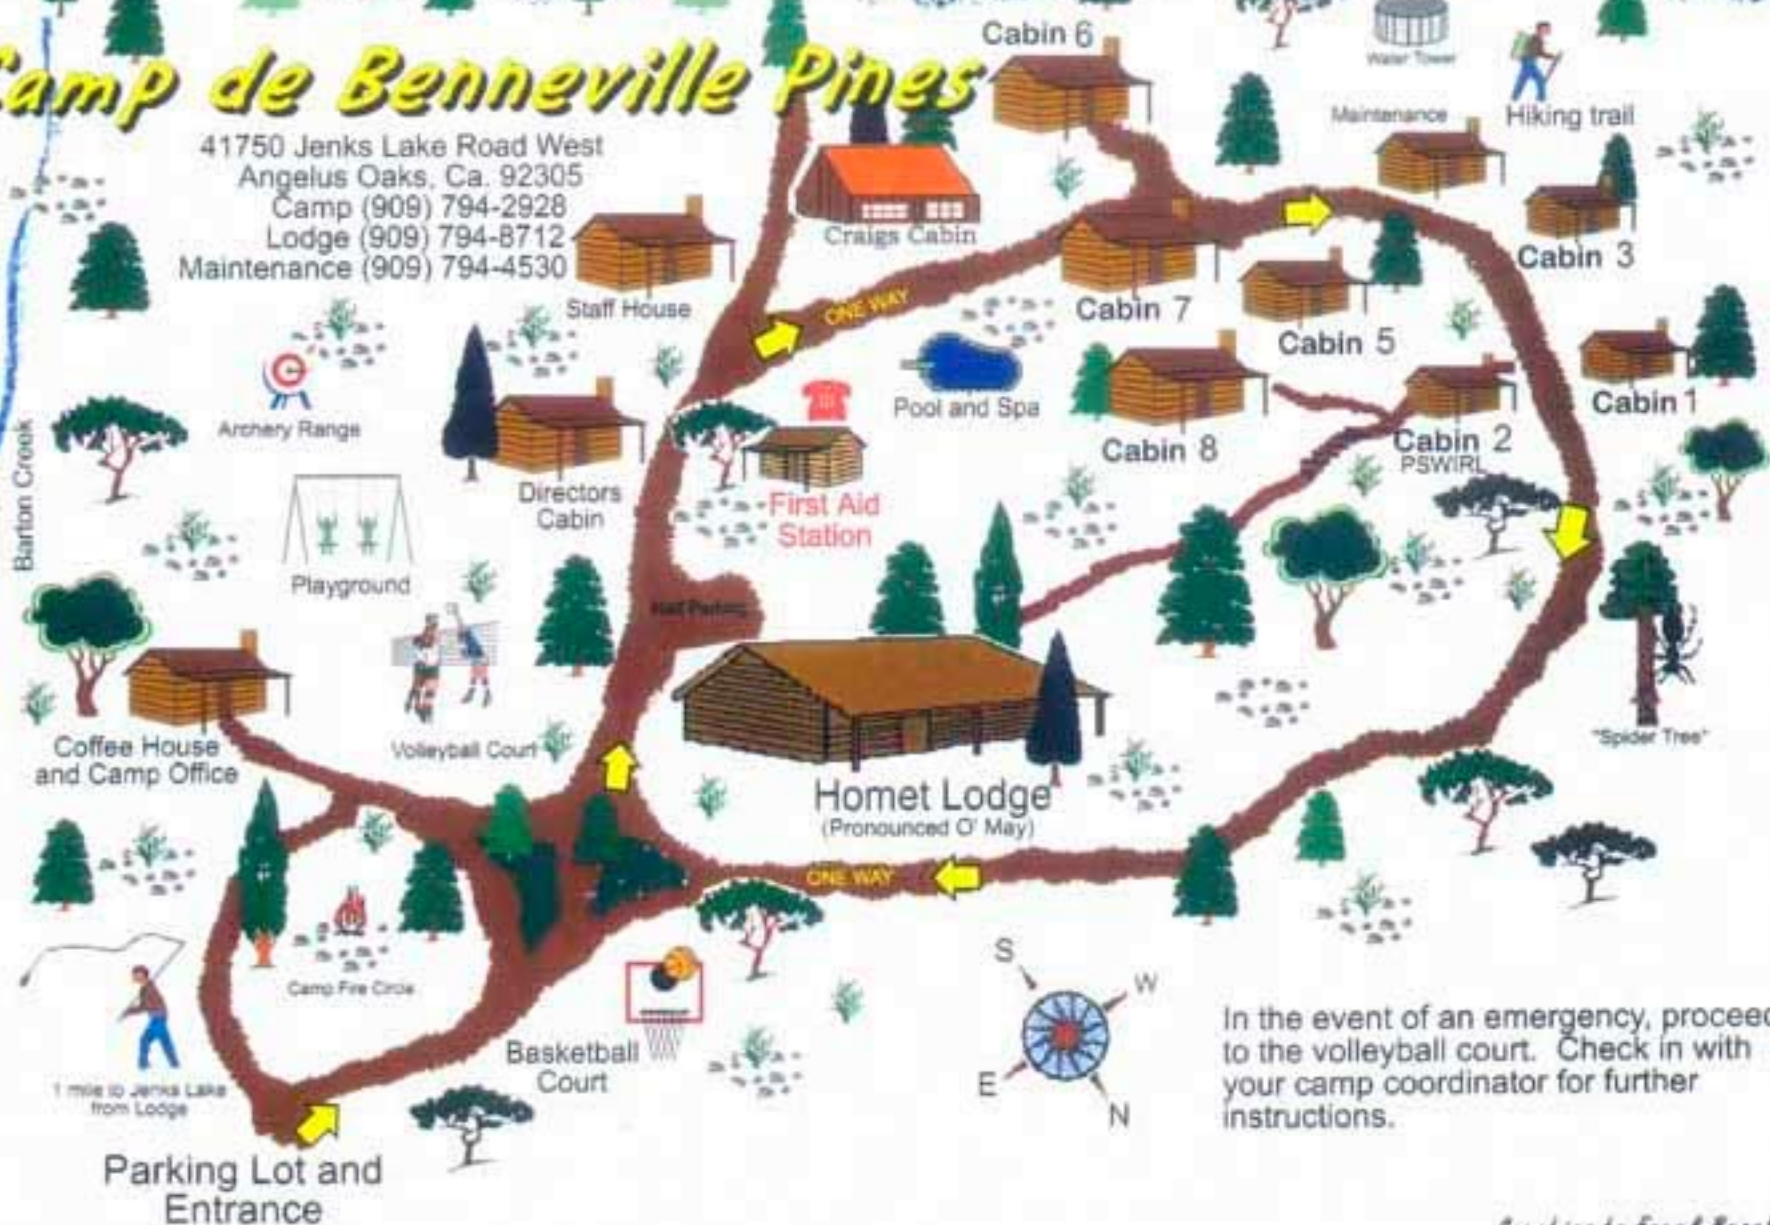 Camp de Benneville Pines
41750 Jenks Lake Road West
Angelus Oaks, Ca. 92305
Camp (909) 794-2928
Lodge (909) 794-8712
Maintenance (909) 794-4530
Cabin 6
Water Tower
Maintenance
Hiking trail
Craigs Cabin
Cabin 3
Staff House
ONE WAY
Cabin 7
Cabin 5
Cabin 1
Archery Range
Pool and Spa
Cabin 8
Cabin 2
PSWIRL
Barton Creek
Directors
Cabin
First Aid
Station
Playground
Parking
Coffee House
and Camp Office
Volleyball Court
"Spider Tree"
Homet Lodge
(Pronounced O' May)
ONE WAY
Camp Fire Circle
S
W
E
N
Basketball
Court
1 mile to Jenks Lake
from Lodge
In the event of an emergency, proceed
to the volleyball court. Check in with
your camp coordinator for further
instructions.
Parking Lot and
Entrance